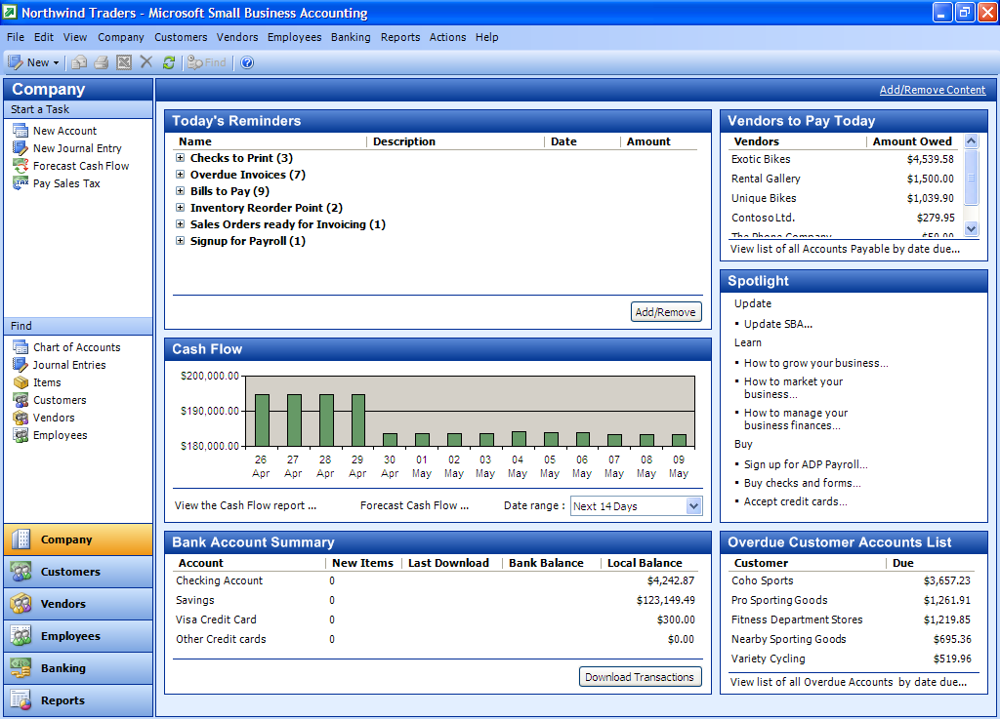 Northwind Traders - Microsoft Small Business Accounting
File Edit View Company Customers Vendors Employees Banking Reports Actions Help
New Find
Company
Start a Task
New Account
New Journal Entry
Forecast Cash Flow
Pay Sales Tax
Find
Chart of Accounts
Journal Entries
Items
Customers
Vendors
Employees
Company
Customers
Vendors
Employees
Banking
Reports
Add/Remove Content
Today's Reminders
Name Description Date Amount
Checks to Print (3)
Overdue Invoices (7)
Bills to Pay (9)
Inventory Reorder Point (2)
Sales Orders ready for Invoicing (1)
Signup for Payroll (1)
Add/Remove
Cash Flow
$200,000.00
$190,000.00
$180,000.00
26 27 28 29 30 01 02 03 04 05 06 07 08 09
Apr Apr Apr Apr Apr May May May May May May May May May
View the Cash Flow report ... Forecast Cash Flow ... Date range : Next 14 Days
Bank Account Summary
Account New Items Last Download Bank Balance Local Balance
Checking Account 0 $4,242.87
Savings 0 $123,149.49
Visa Credit Card 0 $300.00
Other Credit cards 0 $0.00
Download Transactions
Vendors to Pay Today
Vendors Amount Owed
Exotic Bikes $4,539.58
Rental Gallery $1,500.00
Unique Bikes $1,039.90
Contoso Ltd. $279.95
The Phone Company $50.00
View list of all Accounts Payable by date due...
Spotlight
Update
▪ Update SBA...
Learn
▪ How to grow your business...
▪ How to market your
business...
▪ How to manage your
business finances...
Buy
▪ Sign up for ADP Payroll...
▪ Buy checks and forms...
▪ Accept credit cards...
Overdue Customer Accounts List
Customer Due
Coho Sports $3,657.23
Pro Sporting Goods $1,261.91
Fitness Department Stores $1,219.85
Nearby Sporting Goods $695.36
Variety Cycling $519.96
View list of all Overdue Accounts by date due...